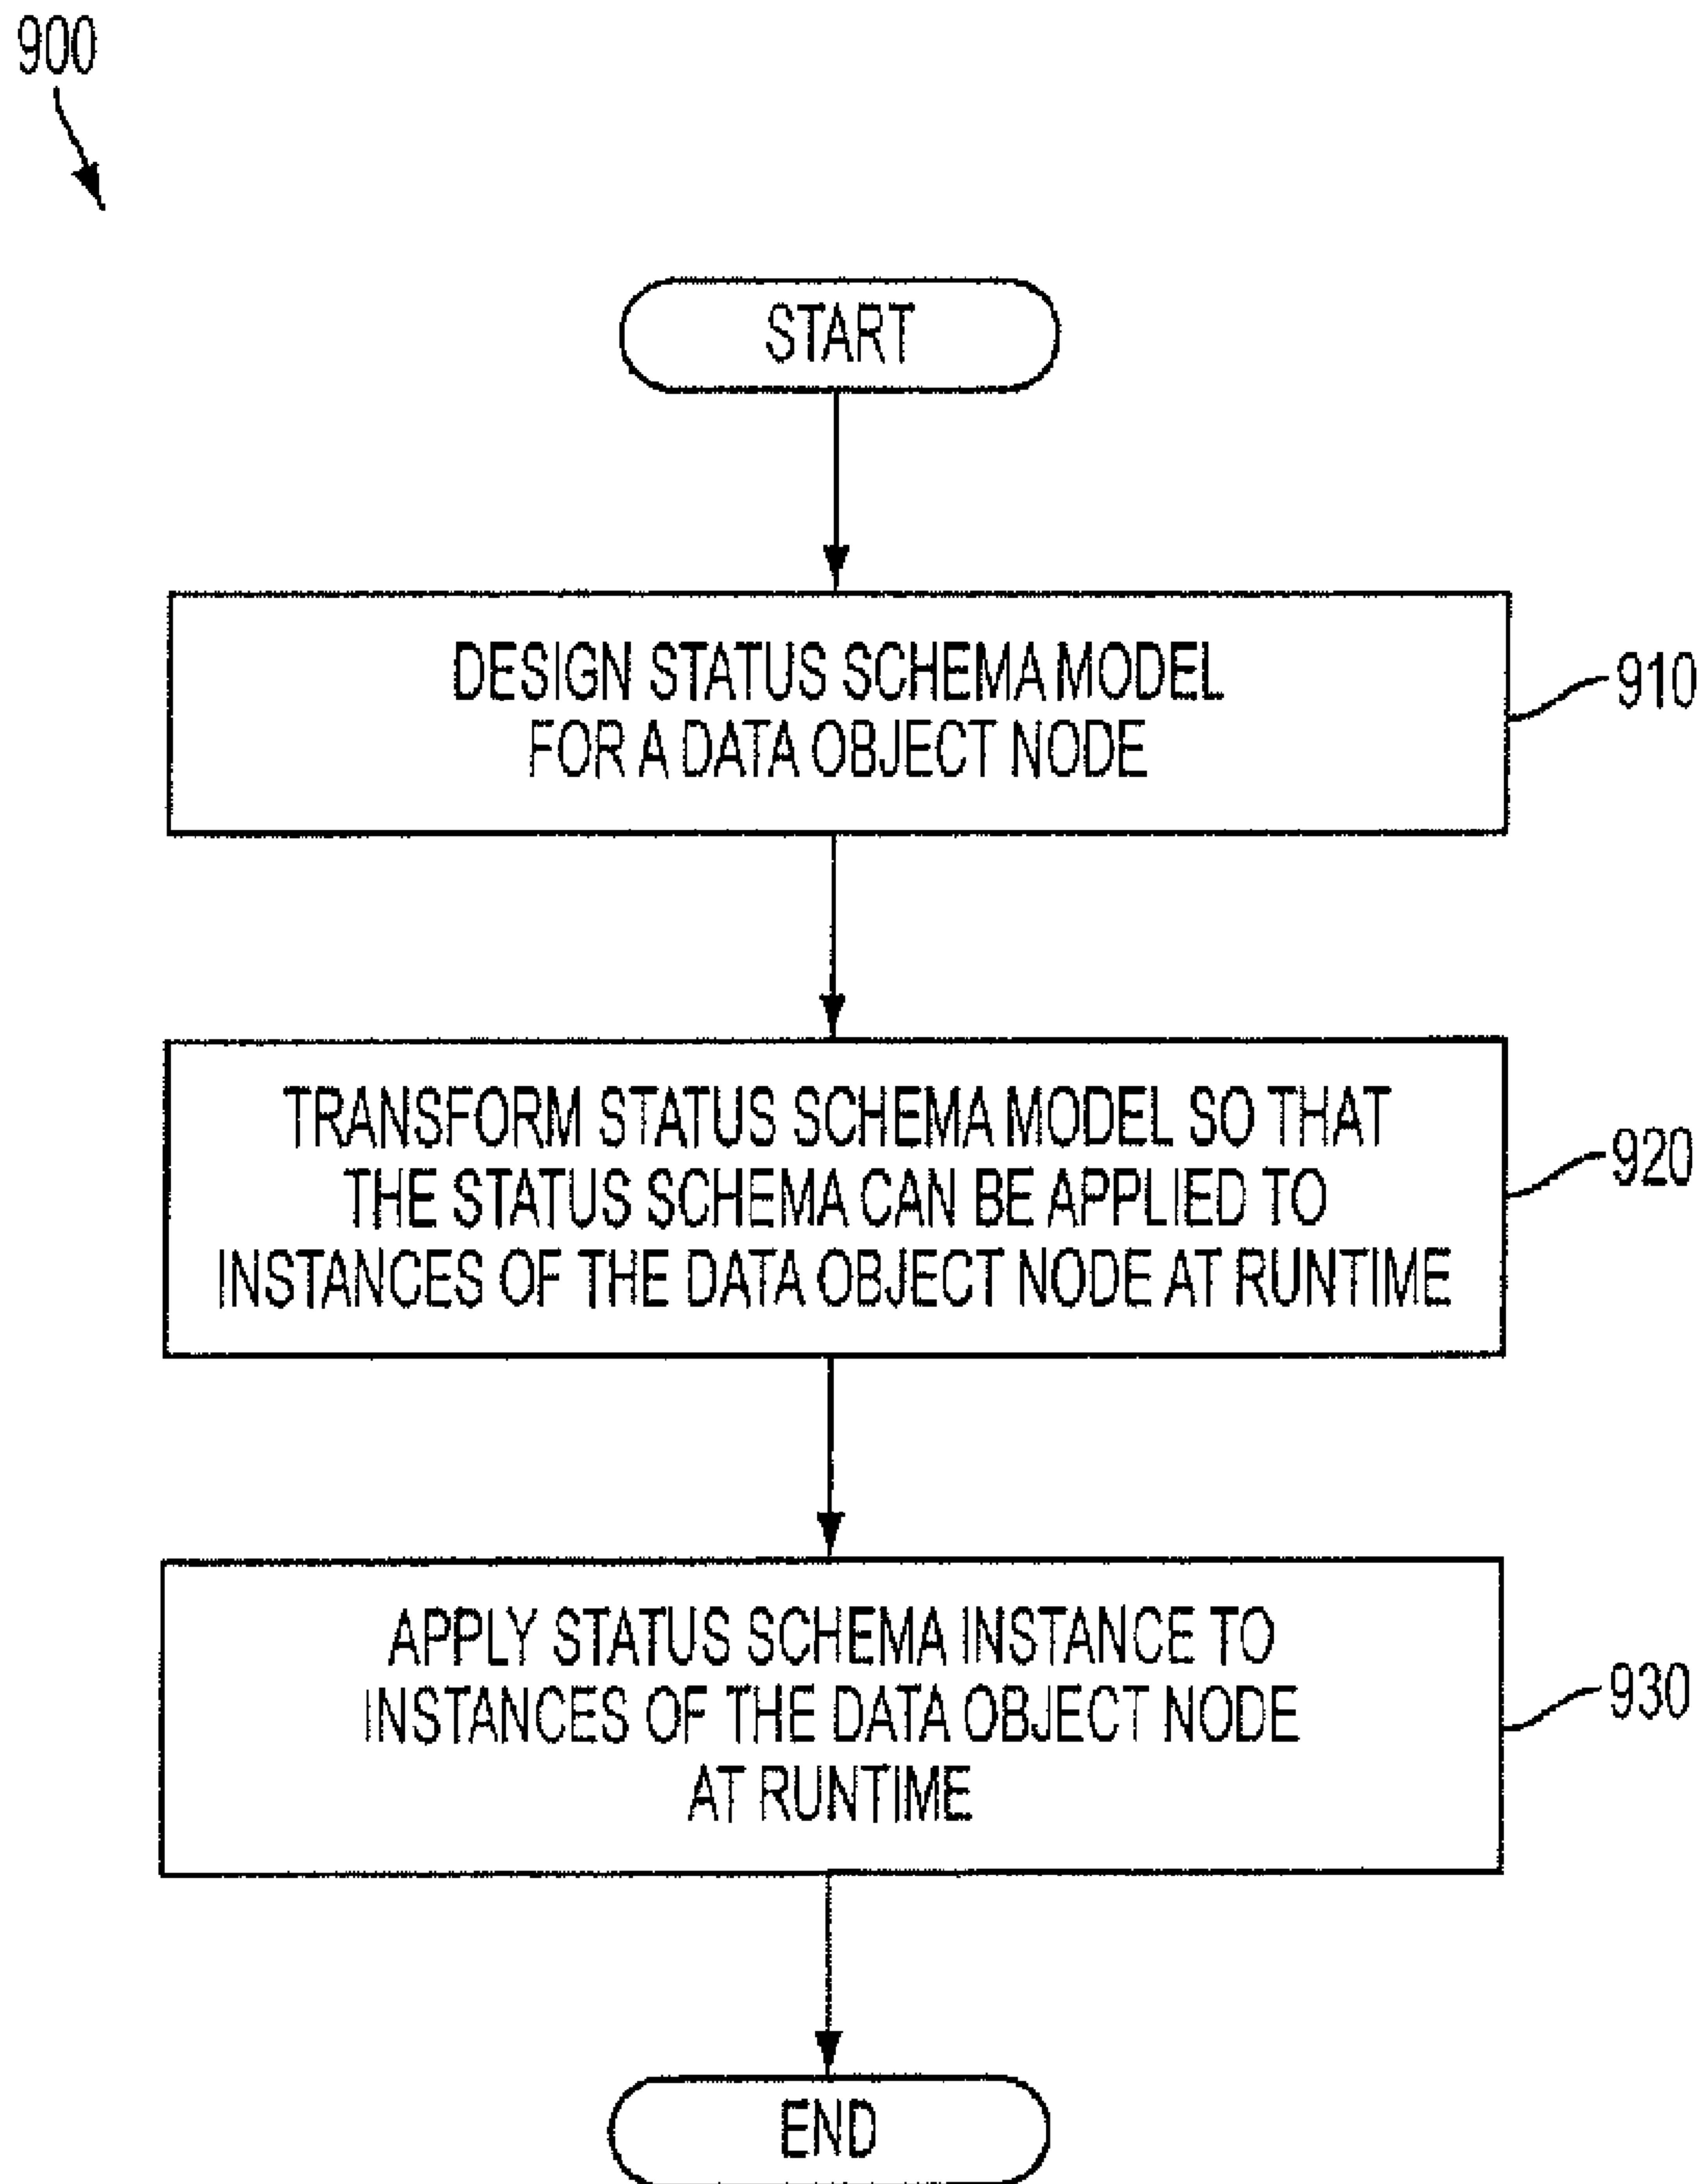 900
START
DESIGN STATUS SCHEMA MODEL
FOR A DATA OBJECT NODE
910
TRANSFORM STATUS SCHEMA MODEL SO THAT
THE STATUS SCHEMA CAN BE APPLIED TO
INSTANCES OF THE DATA OBJECT NODE AT RUNTIME
920
APPLY STATUS SCHEMA INSTANCE TO
INSTANCES OF THE DATA OBJECT NODE
AT RUNTIME
930
END